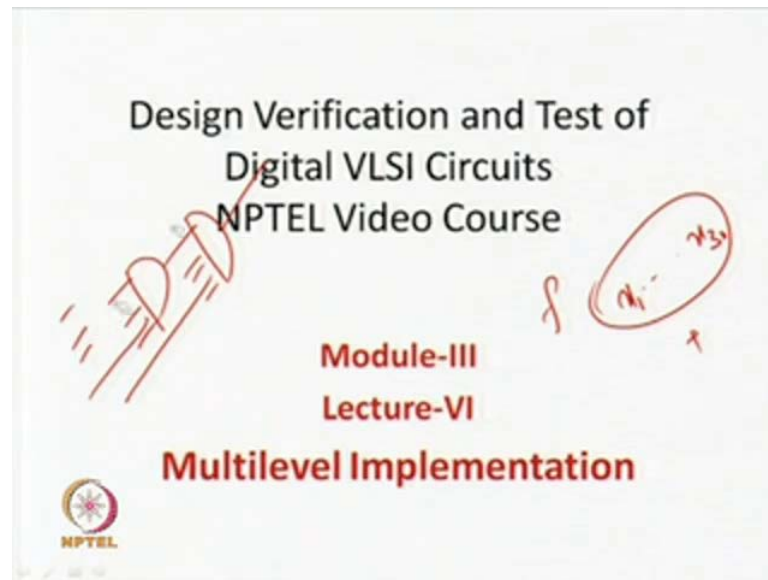 Design Verification and Test of
Digital VLSI Circuits
NPTEL Video Course
f
Module-III
Lecture-VI
Multilevel Implementation
NPTEL